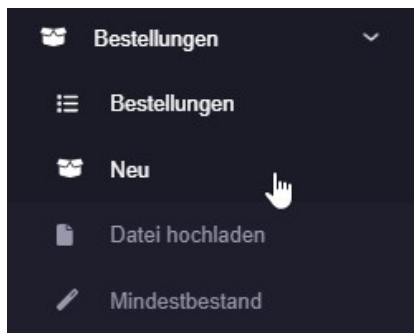 Bestellungen
Bestellungen
Neu
Datei hochladen
Mindestbestand